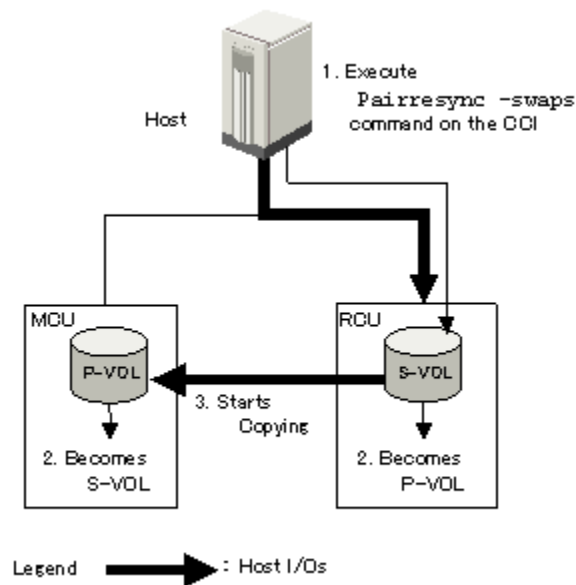 1. Execute
Pairresync -swaps
command on the CCI
Host
MCU
RCU
P-VOL
S-VOL
3. Starts
Copying
2. Becomes
S-VOL
2. Becomes
P-VOL
Legend : Host I/Os